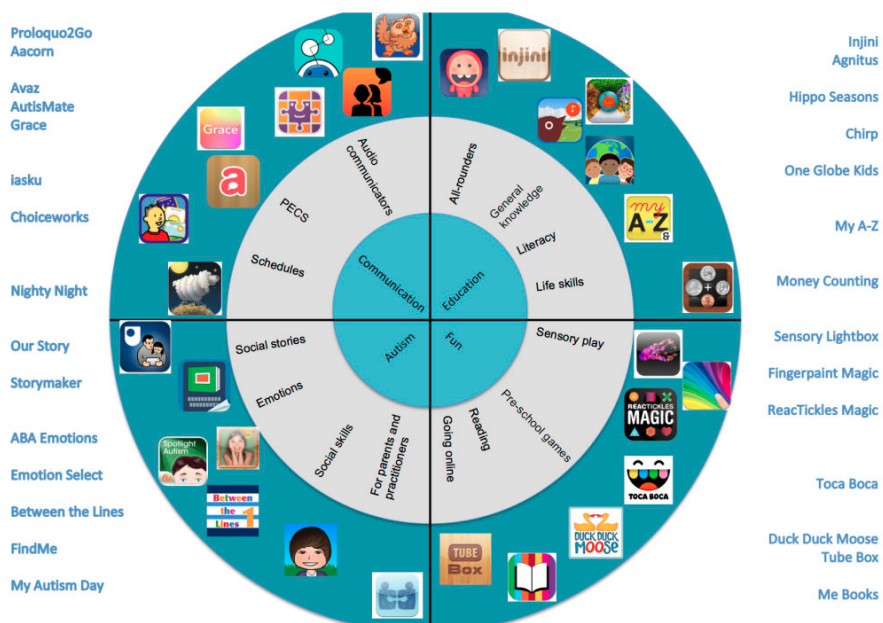 Proloquo2Go
Aacorn
Avaz
AutisMate
Grace
iasku
Choiceworks
Nighty Night
Our Story
Storymaker
ABA Emotions
Emotion Select
Between the Lines
FindMe
My Autism Day
Grace
a
injini
my
A-Z
&
Audio
communicators
PECS
Schedules
All-rounders
General
knowledge
Literacy
Life skills
Communication
Education
Autism
Fun
Social stories
Emotions
Social skills
For parents and
practitioners
Sensory play
Pre-school games
Reading
Going online
Spotlight
Autism
Between
the
Lines 1
REACTICKLES
MAGIC
TOCA BOCA
DUCK DUCK
MOOSE
TUBE
Box
Injini
Agnitus
Hippo Seasons
Chirp
One Globe Kids
My A-Z
Money Counting
Sensory Lightbox
Fingerpaint Magic
ReacTickles Magic
Toca Boca
Duck Duck Moose
Tube Box
Me Books